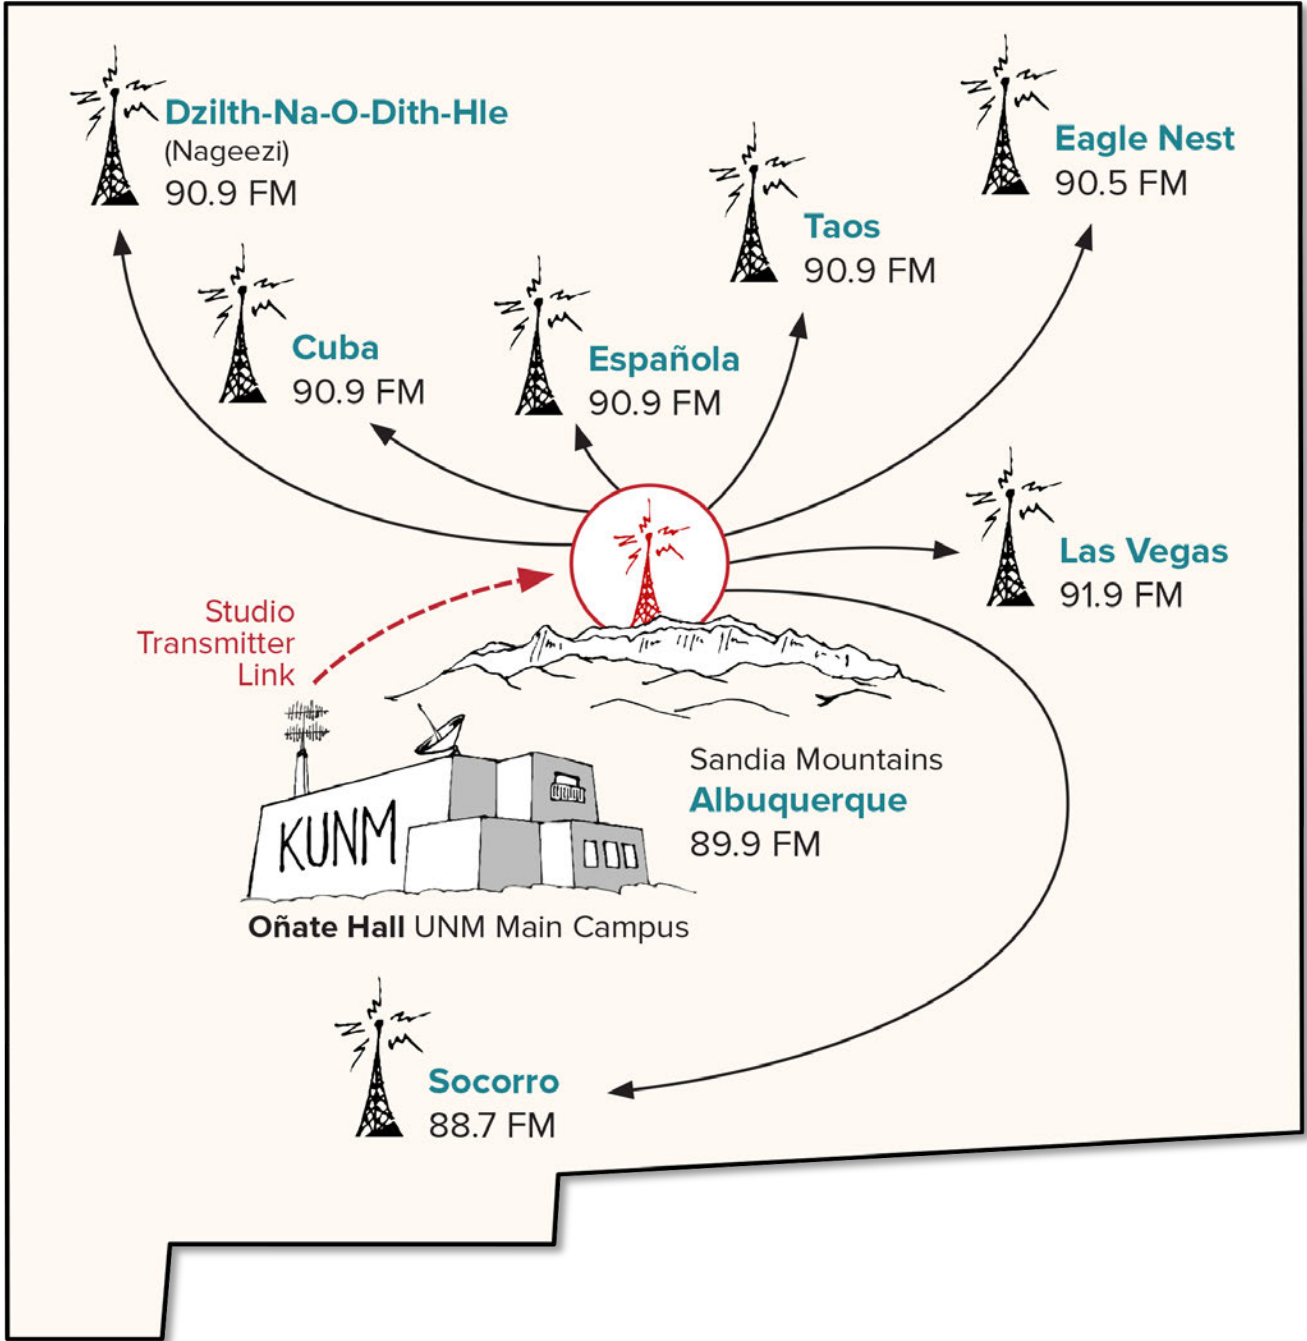 Dzilth-Na-O-Dith-Hle
(Nageezi)
90.9 FM
Eagle Nest
90.5 FM
Taos
90.9 FM
Cuba
90.9 FM
Española
90.9 FM
Las Vegas
91.9 FM
Studio
Transmitter
Link
Sandia Mountains
Albuquerque
89.9 FM
KUNM
Oñate Hall UNM Main Campus
Socorro
88.7 FM